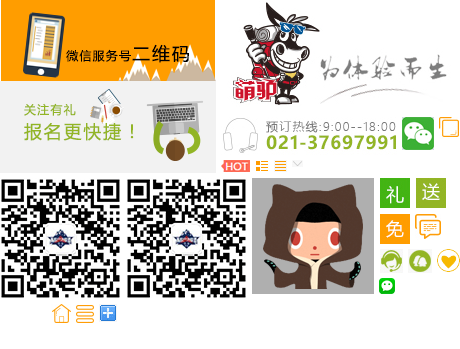 微信服务号二维码
关注有礼
报名更快捷！
萌驴
为体验而生
预订热线:9:00--18:00
021-37697991
HOT
礼
送
免